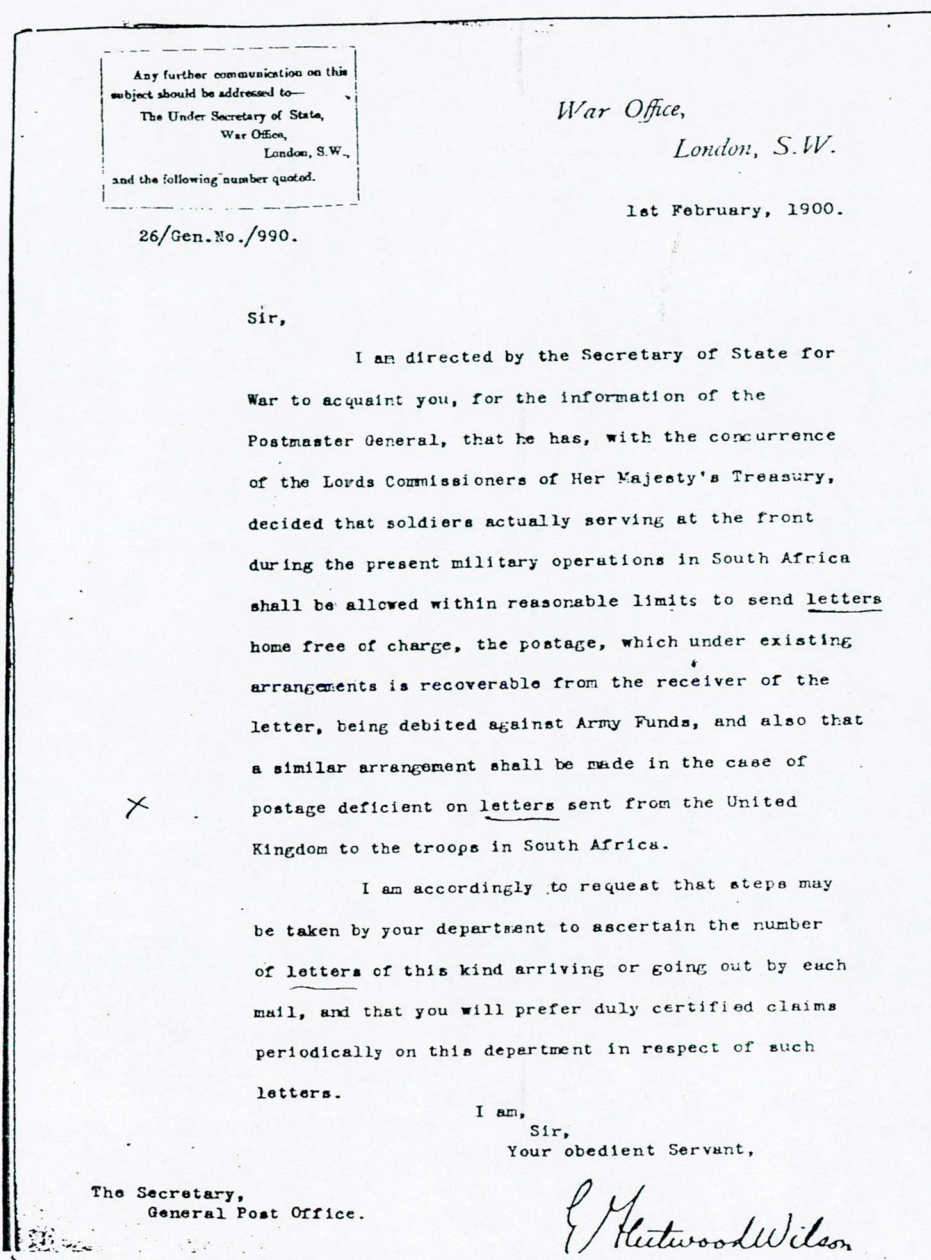 Any further communication on this
subject should be addressed to—
The Under Secretary of State,
War Office,
London, S.W.,
and the following number quoted.
26/Gen.No./990.
War Office,
London, S.W.
1st February, 1900.
Sir,
I am directed by the Secretary of State for
War to acquaint you, for the information of the
Postmaster General, that he has, with the concurrence
of the Lords Commissioners of Her Majesty's Treasury,
decided that soldiers actually serving at the front
during the present military operations in South Africa
shall be allowed within reasonable limits to send letters
home free of charge, the postage, which under existing
arrangements is recoverable from the receiver of the
letter, being debited against Army Funds, and also that
a similar arrangement shall be made in the case of
postage deficient on letters sent from the United
Kingdom to the troops in South Africa.
I am accordingly to request that steps may
be taken by your department to ascertain the number
of letters of this kind arriving or going out by each
mail, and that you will prefer duly certified claims
periodically on this department in respect of such
letters.
I am,
Sir,
Your obedient Servant,
The Secretary,
General Post Office.
G Fleetwood Wilson